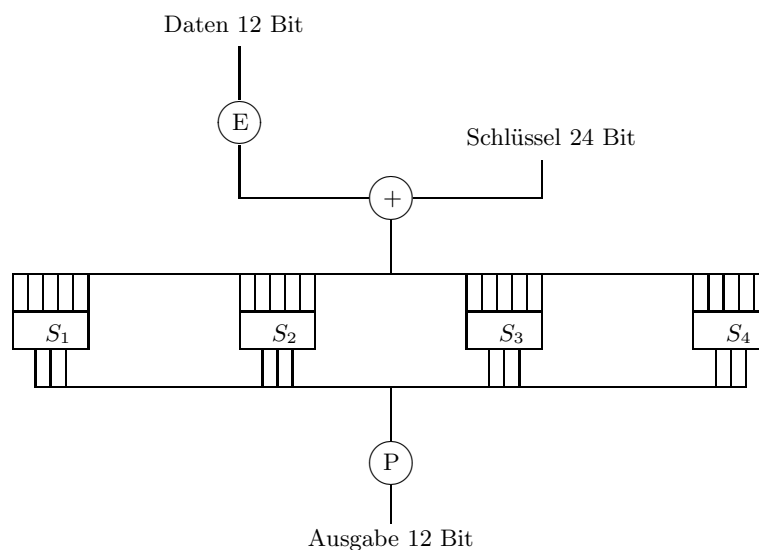 Daten 12 Bit
E
Schlüssel 24 Bit
+
S₁ S₂ S₃ S₄
P
Ausgabe 12 Bit